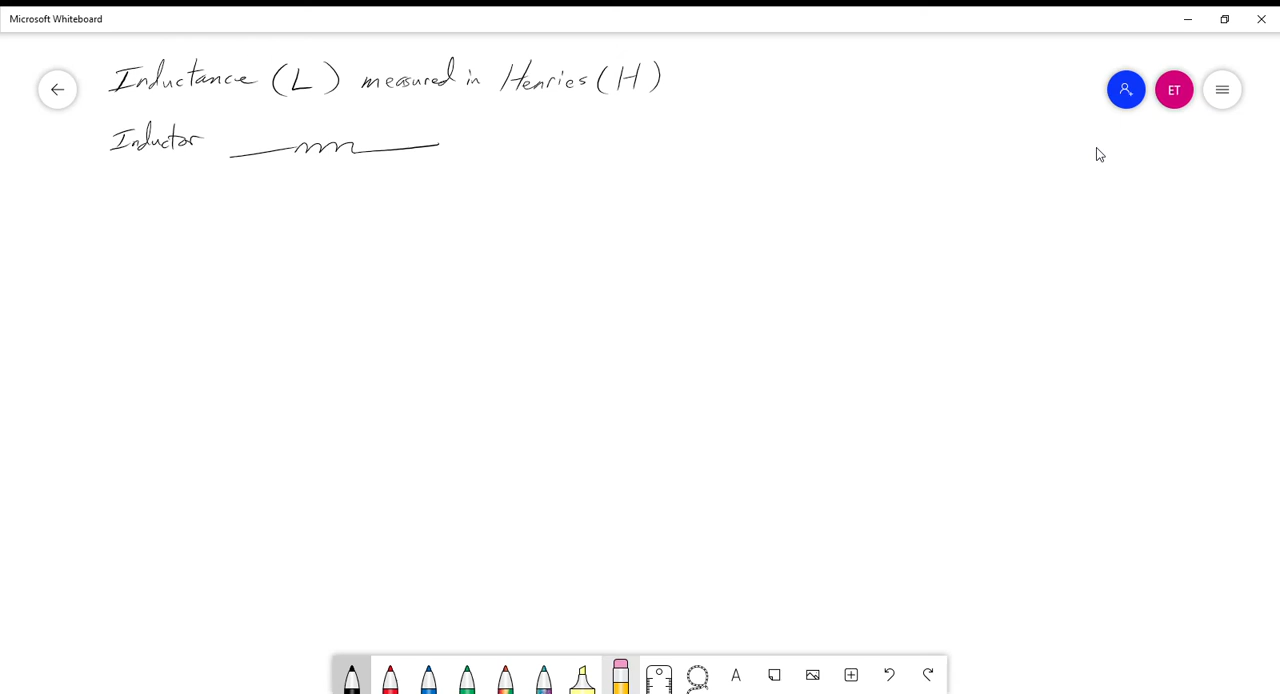 Microsoft Whiteboard
Inductance (L) measured in Henries (H)
ET
Inductor
A